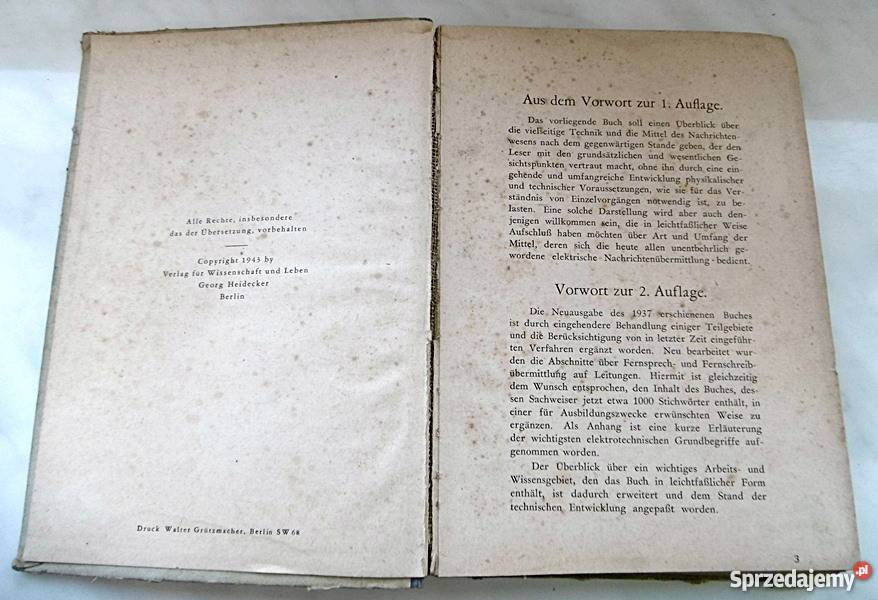 Alle Rechte, insbesondere
das der Übersetzung, vorbehalten
Copyright 1943 by
Verlag für Wissenschaft und Leben
Georg Heidecker
Berlin
Druck Walter Grützmacher, Berlin SW 68
Aus dem Vorwort zur 1. Auflage.
Das vorliegende Buch soll einen Überblick über
die vielseitige Technik und die Mittel des Nachrichten-
wesens nach dem gegenwärtigen Stande geben, der den
Leser mit den grundsätzlichen und wesentlichen Ge-
sichtspunkten vertraut macht, ohne ihn durch eine ein-
gehende und umfangreiche Entwicklung physikalischer
und technischer Voraussetzungen, wie sie für das Ver-
ständnis von Einzelvorgängen notwendig ist, zu be-
lasten. Eine solche Darstellung wird aber auch den-
jenigen willkommen sein, die in leichtfaßlicher Weise
Aufschluß haben möchten über Art und Umfang der
Mittel, deren sich die heute allen unentbehrlich ge-
wordene elektrische Nachrichtenübermittlung bedient.
Vorwort zur 2. Auflage.
Die Neuausgabe des 1937 erschienenen Buches
ist durch eingehendere Behandlung einiger Teilgebiete
und die Berücksichtigung von in letzter Zeit eingeführ-
ten Verfahren ergänzt worden. Neu bearbeitet wur-
den die Abschnitte über Fernsprech- und Fernschreib-
übermittlung auf Leitungen. Hiermit ist gleichzeitig
dem Wunsch entsprochen, den Inhalt des Buches, des-
sen Sachweiser jetzt etwa 1000 Stichwörter enthält, in
einer für Ausbildungszwecke erwünschten Weise zu
ergänzen. Als Anhang ist eine kurze Erläuterung
der wichtigsten elektrotechnischen Grundbegriffe auf-
genommen worden.
Der Überblick über ein wichtiges Arbeits- und
Wissensgebiet, den das Buch in leichtfaßlicher Form
enthält, ist dadurch erweitert und dem Stand der
technischen Entwicklung angepaßt worden.
3
Sprzedajemy.pl